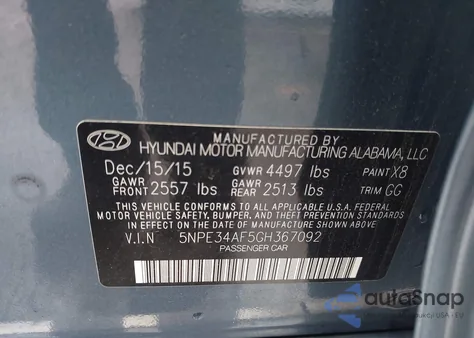 MANUFACTURED BY
HYUNDAI MOTOR MANUFACTURING ALABAMA, LLC
Dec/15/15 GVWR 4497 lbs PAINT X8
GAWR FRONT 2557 lbs GAWR REAR 2513 lbs TRIM GG
THIS VEHICLE CONFORMS TO ALL APPLICABLE U.S.A. FEDERAL
MOTOR VEHICLE SAFETY, BUMPER, AND THEFT PREVENTION
STANDARDS IN EFFECT ON THE DATE OF MANUFACTURE SHOWN ABOVE.
V.I.N 5NPE34AF5GH367092
PASSENGER CAR
autoSnap